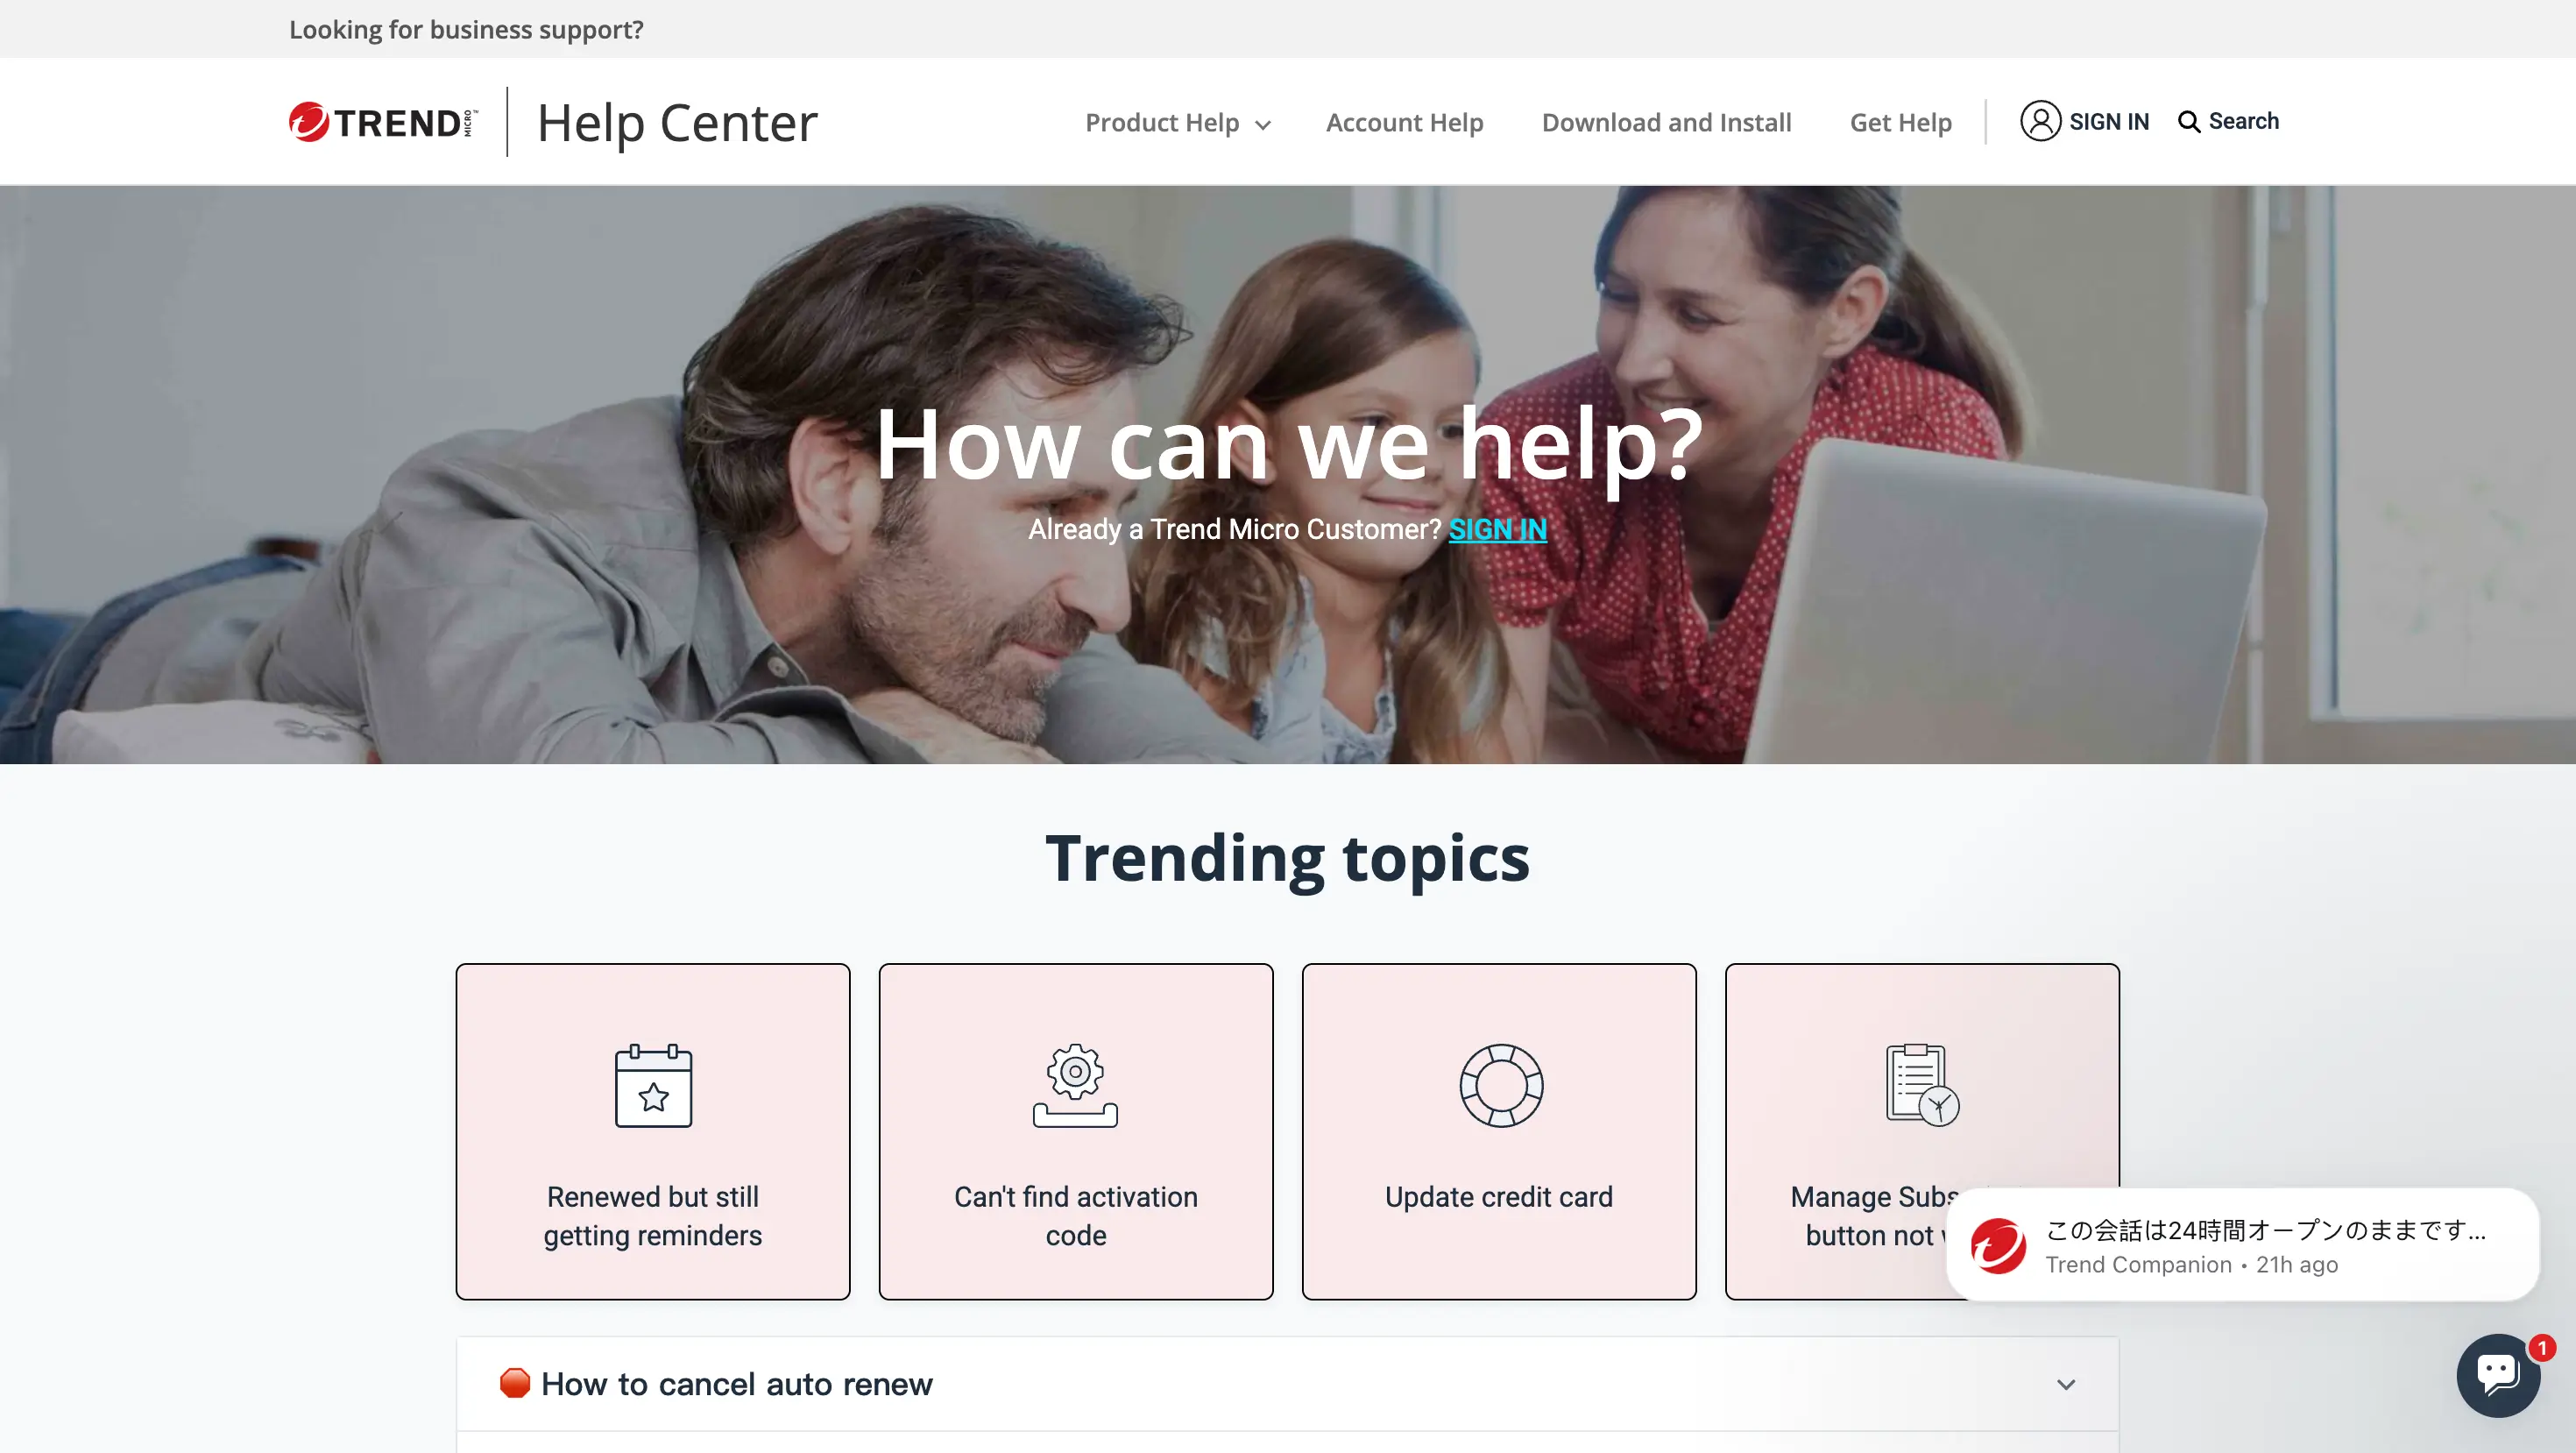 Looking for business support?
TREND MICRO™
Help Center
Product Help
Account Help
Download and Install
Get Help
SIGN IN
Search
How can we help?
Already a Trend Micro Customer? SIGN IN
Trending topics
Renewed but still
getting reminders
Can't find activation
code
Update credit card
Manage Subs
button not
この会話は24時間オープンのままです...
Trend Companion • 21h ago
1
How to cancel auto renew